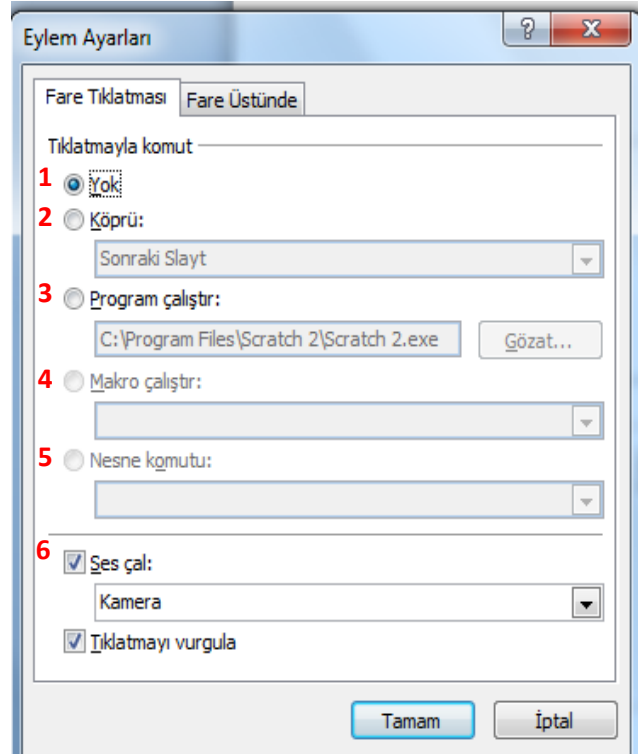 Eylem Ayarları
Fare Tıklatması Fare Üstünde
Tıklatmayla komut
1 Yok
2 Köprü:
Sonraki Slayt
3 Program çalıştır:
C:\Program Files\Scratch 2\Scratch 2.exe Gözat...
4 Makro çalıştır:
5 Nesne komutu:
6 Ses çal:
Kamera
Tıklatmayı vurgula
Tamam İptal